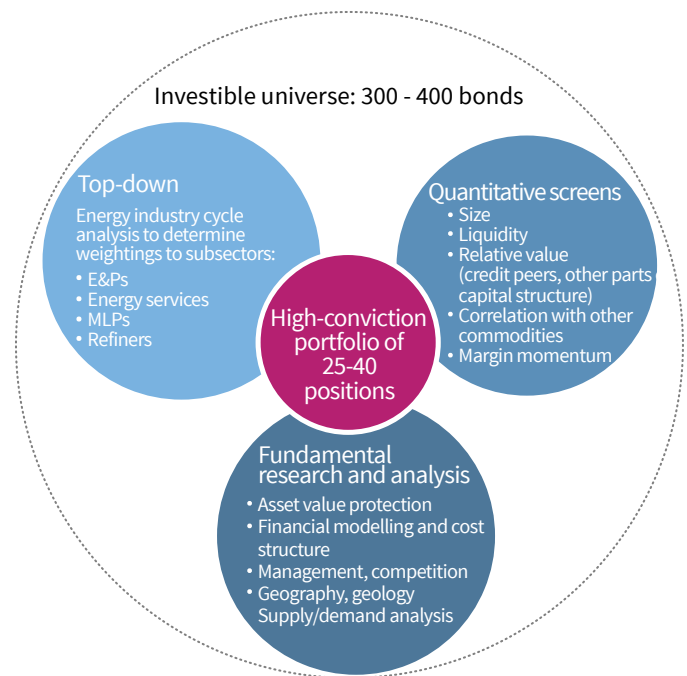 Investible universe: 300 - 400 bonds
Top-down
Energy industry cycle
analysis to determine
weightings to subsectors:
• E&Ps
• Energy services
• MLPs
• Refiners
Quantitative screens
• Size
• Liquidity
• Relative value
(credit peers, other parts
capital structure)
• Correlation with other
commodities
• Margin momentum
High-conviction
portfolio of
25-40
positions
Fundamental
research and analysis
• Asset value protection
• Financial modelling and cost
structure
• Management, competition
• Geography, geology
Supply/demand analysis